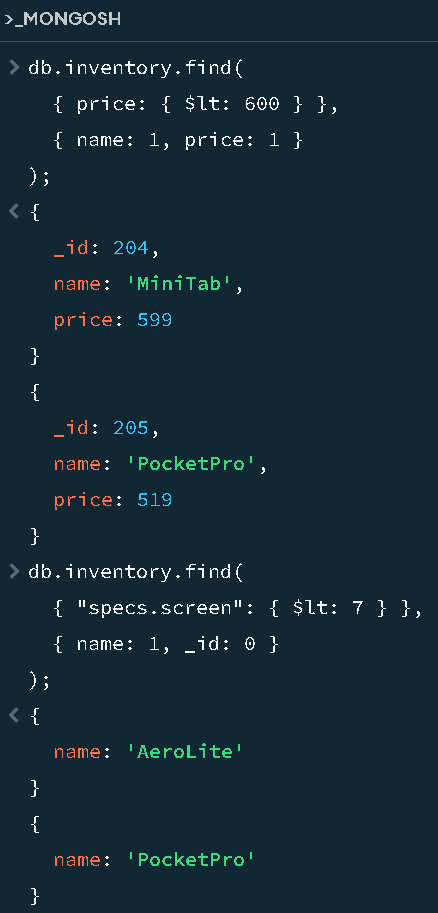 >_MONGOSH
> db.inventory.find(
{ price: { $lt: 600 } },
{ name: 1, price: 1 }
);
< {
_id: 204,
name: 'MiniTab',
price: 599
}
{
_id: 205,
name: 'PocketPro',
price: 519
}
> db.inventory.find(
{ "specs.screen": { $lt: 7 } },
{ name: 1, _id: 0 }
);
< {
name: 'AeroLite'
}
{
name: 'PocketPro'
}